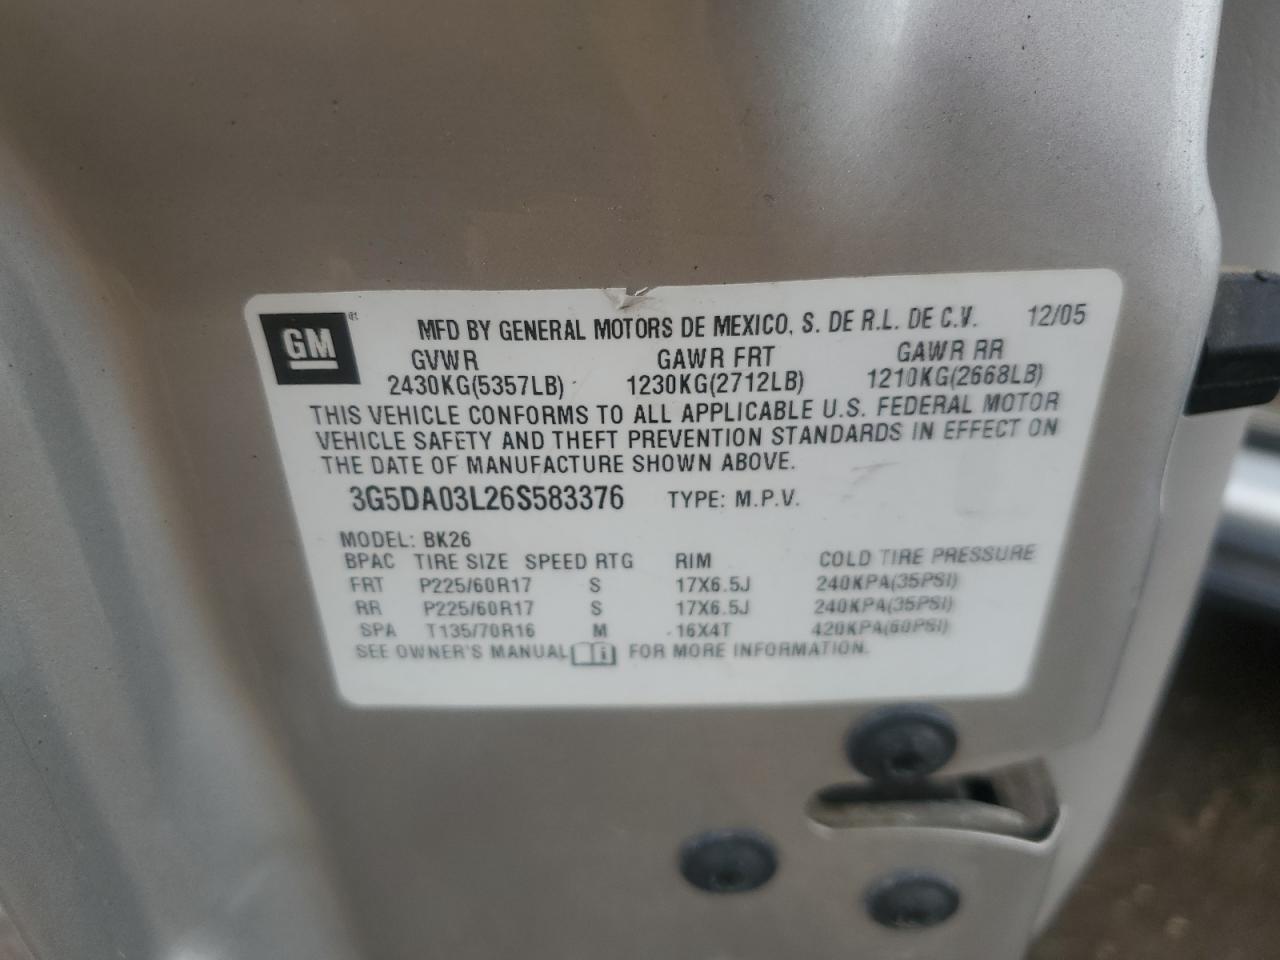 GM
MFD BY GENERAL MOTORS DE MEXICO, S. DE R.L. DE C.V. 12/05
GVWR GAWR FRT GAWR RR
2430KG(5357LB) 1230KG(2712LB) 1210KG(2668LB)
THIS VEHICLE CONFORMS TO ALL APPLICABLE U.S. FEDERAL MOTOR
VEHICLE SAFETY AND THEFT PREVENTION STANDARDS IN EFFECT ON
THE DATE OF MANUFACTURE SHOWN ABOVE.
3G5DA03L26S583376 TYPE: M.P.V.
MODEL: BK26
BPAC TIRE SIZE SPEED RTG RIM COLD TIRE PRESSURE
FRT P225/60R17 S 17X6.5J 240KPA(35PSI)
RR P225/60R17 S 17X6.5J 240KPA(35PSI)
SPA T135/70R16 M 16X4T 420KPA(60PSI)
SEE OWNER'S MANUAL FOR MORE INFORMATION.